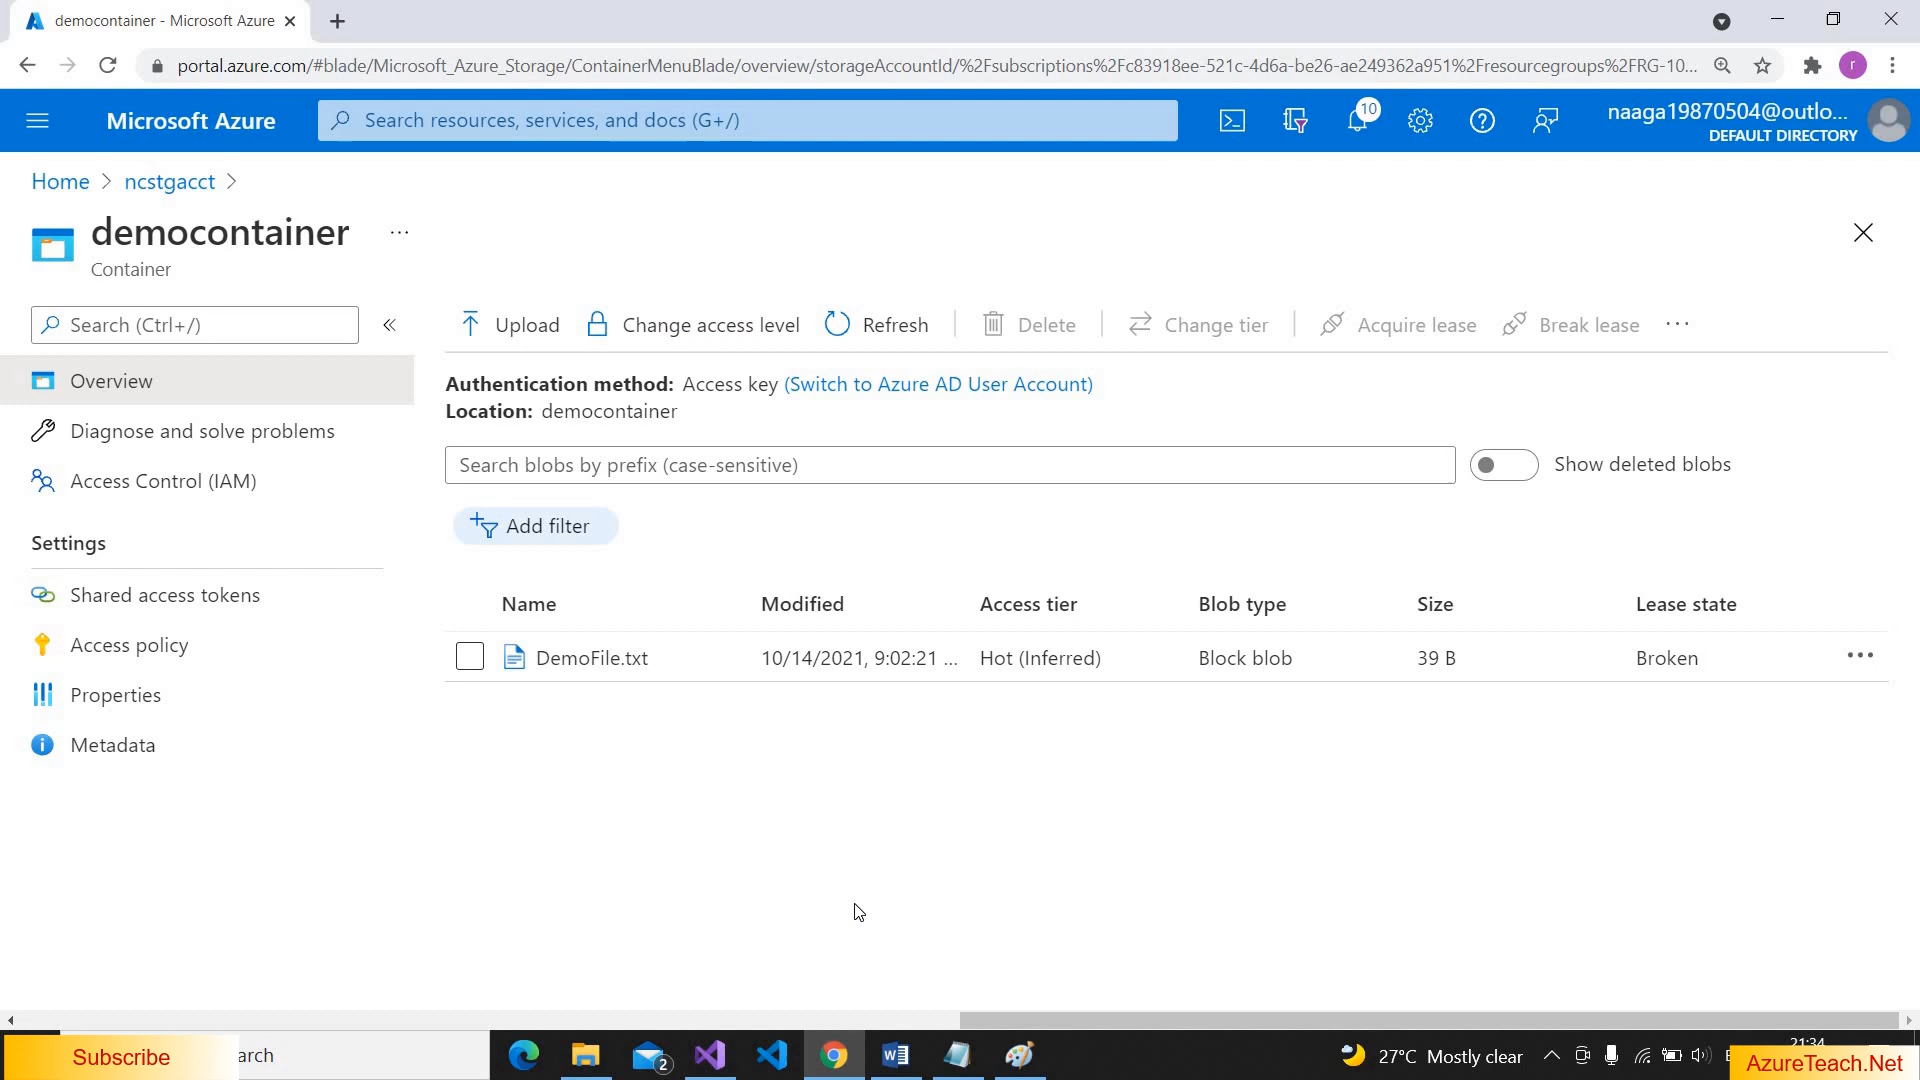 democontainer - Microsoft Azure
portal.azure.com/#blade/Microsoft_Azure_Storage/ContainerMenuBlade/overview/storageAccountId/%2Fsubscriptions%2Fc83918ee-521c-4d6a-be26-ae249362a951%2Fresourcegroups%2FRG-10...
r
Microsoft Azure
Search resources, services, and docs (G+/)
10
naaga19870504@outlo...
DEFAULT DIRECTORY
Home > ncstgacct >
democontainer ...
Container
Search (Ctrl+/)
«
Upload
Change access level
Refresh
Delete
Change tier
Acquire lease
Break lease
...
Overview
Diagnose and solve problems
Access Control (IAM)
Settings
Shared access tokens
Access policy
Properties
Metadata
Authentication method: Access key (Switch to Azure AD User Account)
Location: democontainer
Search blobs by prefix (case-sensitive)
Show deleted blobs
Add filter
Name Modified Access tier Blob type Size Lease state
DemoFile.txt 10/14/2021, 9:02:21 ... Hot (Inferred) Block blob 39 B Broken ...
Subscribe
arch
2
27°C Mostly clear
21:34
AzureTeach.Net